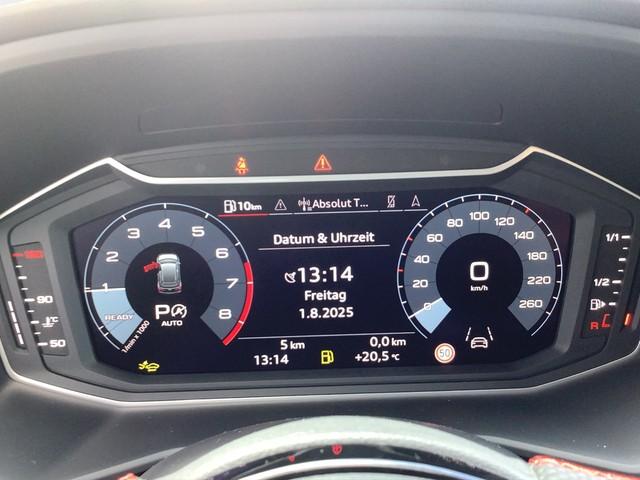 10km Absolut T...
Datum & Uhrzeit
13:14
Freitag
1.8.2025
5 km 0,0 km
13:14 +20,5 °C
1 2 3 4 5 6 7 8
READY
P
AUTO
1/min x 1000
0 20 40 60 80 100 120 140 180 220 260
0
km/h
50
90
°C
50
1/1
1/2
R